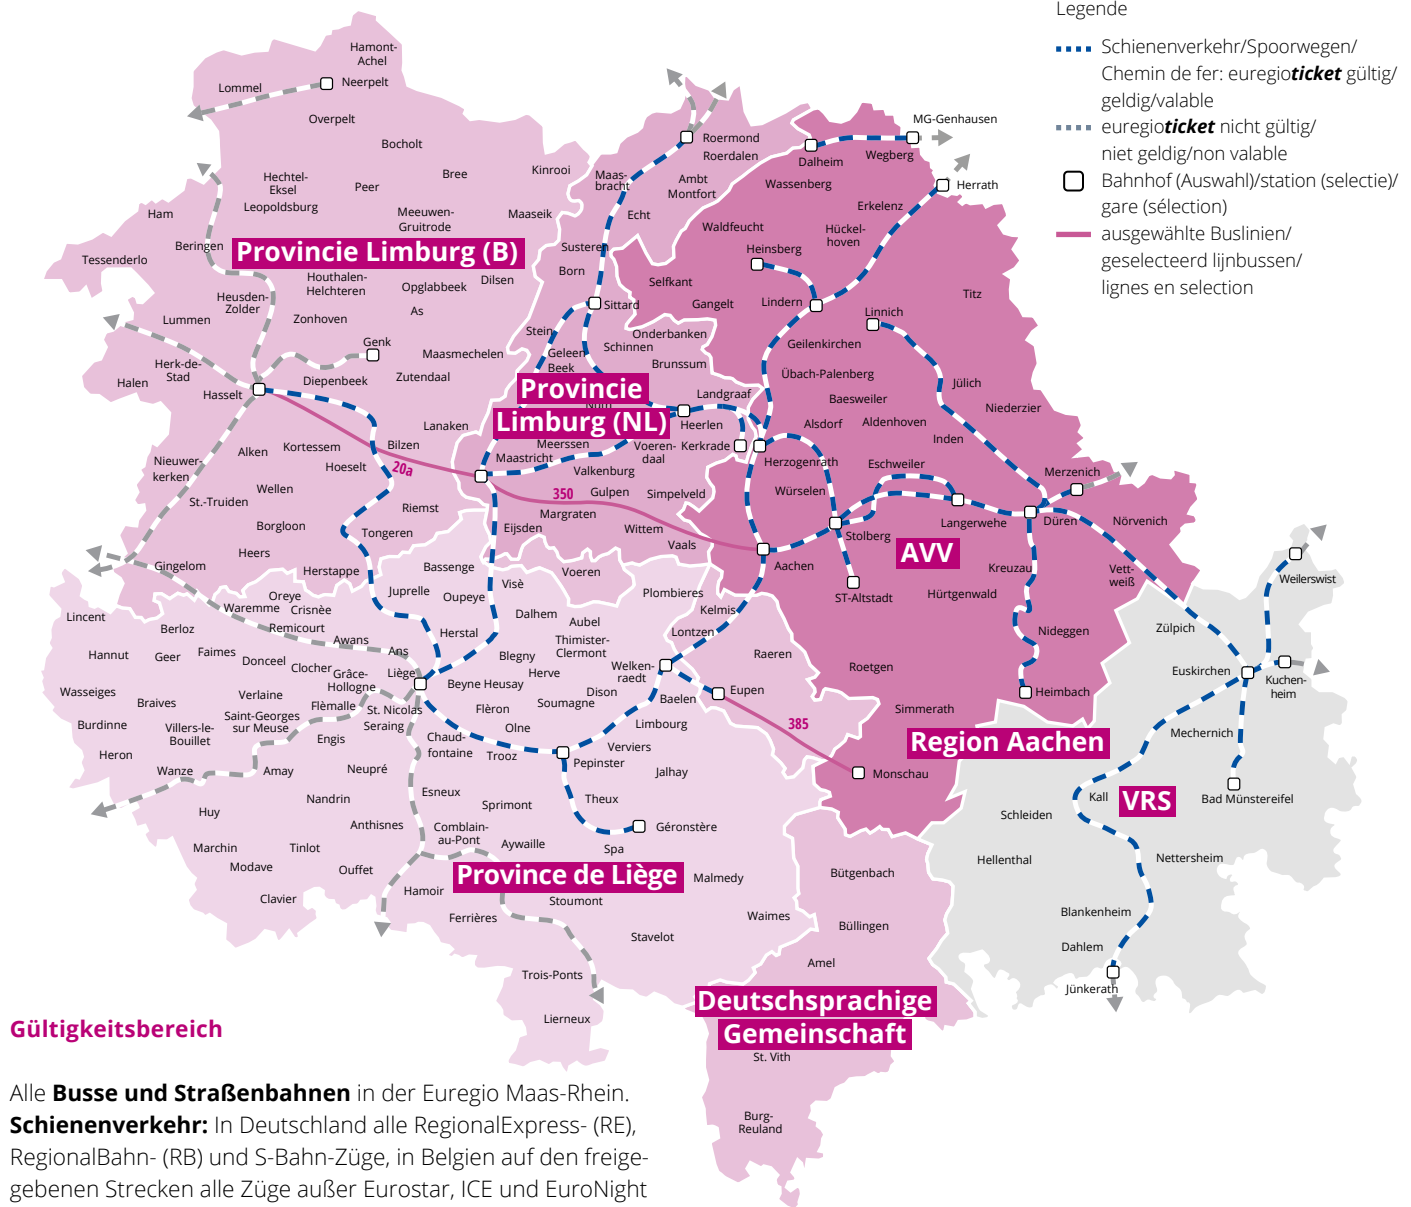 Legende
Schienenverkehr/Spoorwegen/
Chemin de fer: euregioticket gültig/
geldig/valable
euregioticket nicht gültig/
niet geldig/non valable
Bahnhof (Auswahl)/station (selectie)/
gare (sélection)
ausgewählte Buslinien/
geselecteerd lijnbussen/
lignes en selection
Hamont-
Achel
Neerpelt
Lommel
Overpelt
Bocholt
Bree
Kinrooi
Hechtel-
Eksel
Peer
Leopoldsburg
Meeuwen-
Gruitrode
Maaseik
Ham
Beringen
Tessenderlo
Provincie Limburg (B)
Houthalen-
Helchteren
Opglabbeek
Dilsen
Heusden-
Zolder
Lummen
Zonhoven
As
Genk
Maasmechelen
Herk-de-
Stad
Halen
Hasselt
Diepenbeek
Zutendaal
Lanaken
Bilzen
20a
Alken
Kortessem
Hoeselt
Nieuwer-
kerken
St.-Truiden
Wellen
Riemst
Borgloon
Tongeren
Heers
Gingelom
Herstappe
Roermond
Roerdalen
Maas-
bracht
Ambt
Montfort
Echt
Susteren
Born
Sittard
Stein
Onderbanken
Schinnen
Geleen
Beek
Brunssum
Provincie
Limburg (NL)
Nuth
Landgraaf
Heerlen
Meerssen
Voeren-
daal
Kerkrade
Maastricht
Valkenburg
350
Gulpen
Simpelveld
Margraten
Eijsden
Wittem
Vaals
MG-Genhausen
Dalheim
Wegberg
Wassenberg
Herrath
Erkelenz
Waldfeucht
Hückel-
hoven
Heinsberg
Selfkant
Gangelt
Lindern
Titz
Linnich
Geilenkirchen
Übach-Palenberg
Jülich
Baesweiler
Niederzier
Alsdorf
Aldenhoven
Inden
Herzogenrath
Eschweiler
Merzenich
Würselen
Langerwehe
Düren
Nörvenich
Stolberg
AVV
Aachen
Kreuzau
Vett-
weiß
ST-Altstadt
Hürtgenwald
Nideggen
Roetgen
Heimbach
Simmerath
Region Aachen
Monschau
385
Weilerswist
Zülpich
Euskirchen
Kuchen-
heim
Mechernich
Kall
VRS
Bad Münstereifel
Schleiden
Hellenthal
Nettersheim
Blankenheim
Dahlem
Jünkerath
Bassenge
Voeren
Visè
Juprelle
Oupeye
Plombieres
Kelmis
Dalhem
Aubel
Herstal
Thimister-
Clermont
Lontzen
Raeren
Blegny
Welken-
raedt
Herve
Eupen
Beyne Heusay
Dison
Baelen
Soumagne
Flèron
Olne
Limbourg
Chaud-
fontaine
Trooz
Verviers
Pepinster
Jalhay
Theux
Géronstère
Spa
Oreye
Crisnèe
Waremme
Remicourt
Lincent
Berloz
Awans
Ans
Hannut
Geer
Faimes
Donceel
Clocher
Grâce-
Hollogne
Liège
Wasseiges
Braives
Verlaine
Flèmalle
St. Nicolas
Seraing
Saint-Georges
sur Meuse
Burdinne
Villers-le-
Bouillet
Engis
Heron
Wanze
Amay
Neupré
Huy
Nandrin
Esneux
Sprimont
Anthisnes
Comblain-
au-Pont
Aywaille
Marchin
Tinlot
Modave
Ouffet
Clavier
Hamoir
Province de Liège
Malmedy
Stoumont
Ferrières
Waimes
Stavelot
Trois-Ponts
Lierneux
Bütgenbach
Büllingen
Amel
Deutschsprachige
Gemeinschaft
St. Vith
Burg-
Reuland
Gültigkeitsbereich
Alle Busse und Straßenbahnen in der Euregio Maas-Rhein.
Schienenverkehr: In Deutschland alle RegionalExpress- (RE),
RegionalBahn- (RB) und S-Bahn-Züge, in Belgien auf den freige-
gebenen Strecken alle Züge außer Eurostar, ICE und EuroNight